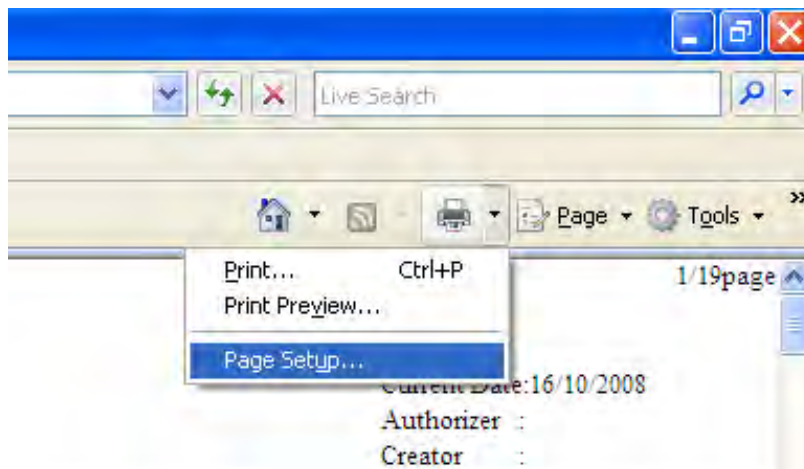 Live Search
Page Tools »
Print... Ctrl+P
1/19page
Print Preview...
Page Setup...
Current Date:16/10/2008
Authorizer :
Creator :